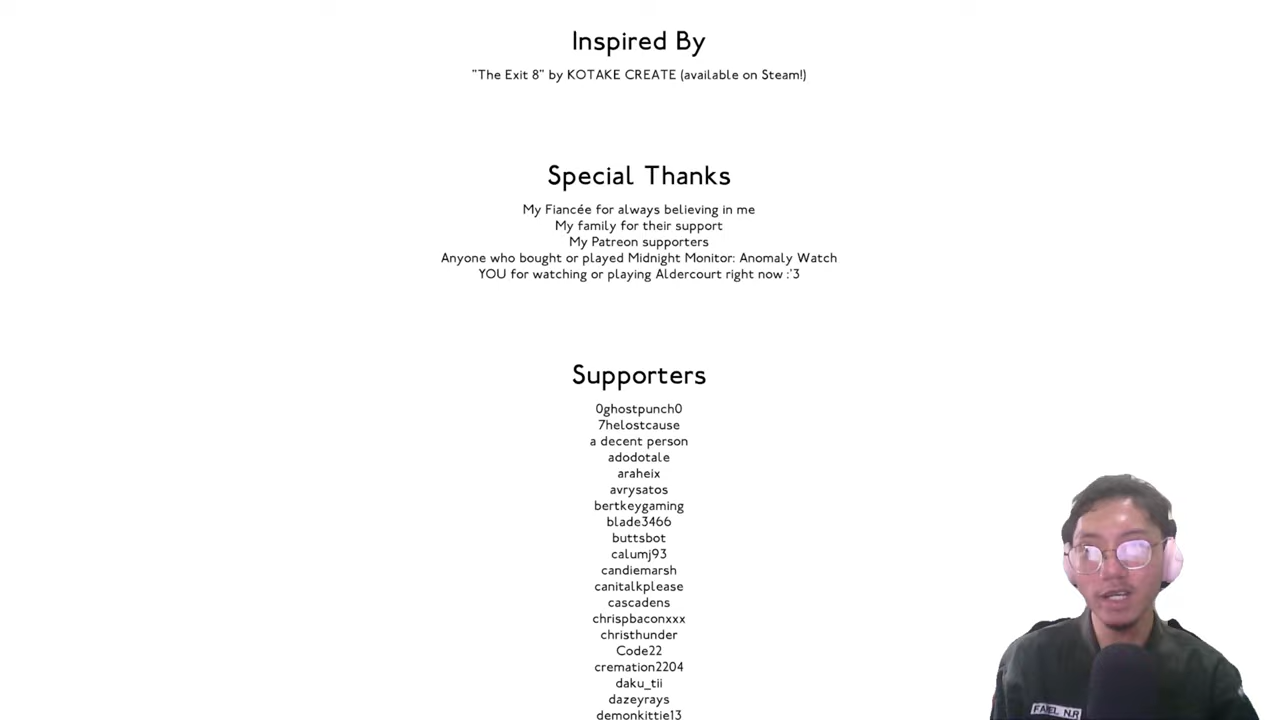 Inspired By
"The Exit 8" by KOTAKE CREATE (available on Steam!)
Special Thanks
My Fiancée for always believing in me
My family for their support
My Patreon supporters
Anyone who bought or played Midnight Monitor: Anomaly Watch
YOU for watching or playing Aldercourt right now :'3
Supporters
0ghostpunch0
7helostcause
a decent person
adodotale
araheix
avrysatos
bertkeygaming
blade3466
buttsbot
calumj93
candiemarsh
canitalkplease
cascadens
chrispbaconxxx
christhunder
Code22
cremation2204
daku_tii
dazeyrays
demonkittie13
N.R